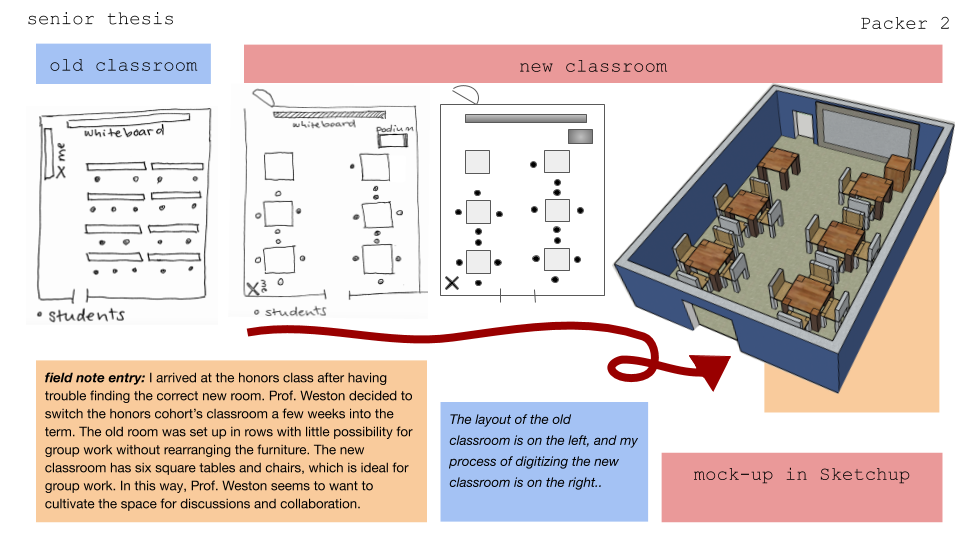 senior thesis
Packer 2
old classroom
new classroom
whiteboard
X me
° students
whiteboard
Podium
X me
° students
X
field note entry: I arrived at the honors class after having
trouble finding the correct new room. Prof. Weston decided to
switch the honors cohort's classroom a few weeks into the
term. The old room was set up in rows with little possibility for
group work without rearranging the furniture. The new
classroom has six square tables and chairs, which is ideal for
group work. In this way, Prof. Weston seems to want to
cultivate the space for discussions and collaboration.
The layout of the old
classroom is on the left, and my
process of digitizing the new
classroom is on the right..
mock-up in Sketchup